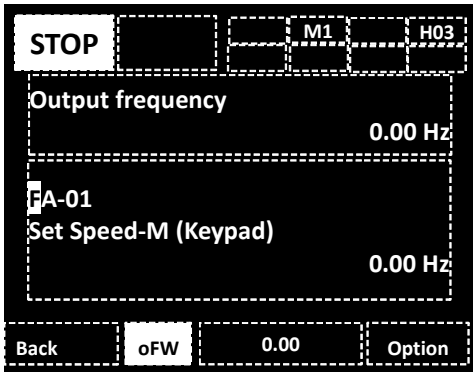 STOP M1 H03
Output frequency
0.00 Hz
FA-01
Set Speed-M (Keypad)
0.00 Hz
Back oFW 0.00 Option